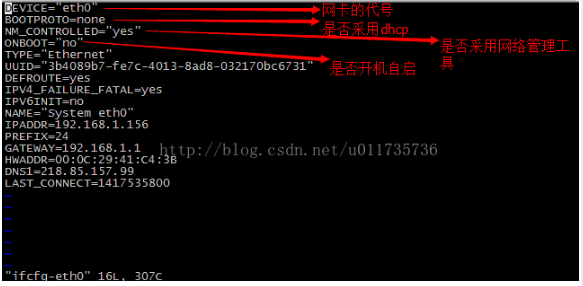 DEVICE="eth0"
网卡的代号
BOOTPROTO=none
是否采用dhcp
NM_CONTROLLED="yes"
是否采用网络管理工
具
ONBOOT="no"
是否开机自启
TYPE="Ethernet"
UUID="3b4089b7-fe7c-4013-8ad8-032170bc6731"
DEFROUTE=yes
IPV4_FAILURE_FATAL=yes
IPV6INIT=no
NAME="System eth0"
IPADDR=192.168.1.156
PREFIX=24
GATEWAY=192.168.1.1
http://blog.csdn.net/u011735736
HWADDR=00:0C:29:41:C4:3B
DNS1=218.85.157.99
LAST_CONNECT=1417535800
~
~
~
~
~
~
"ifcfg-eth0" 16L, 307C